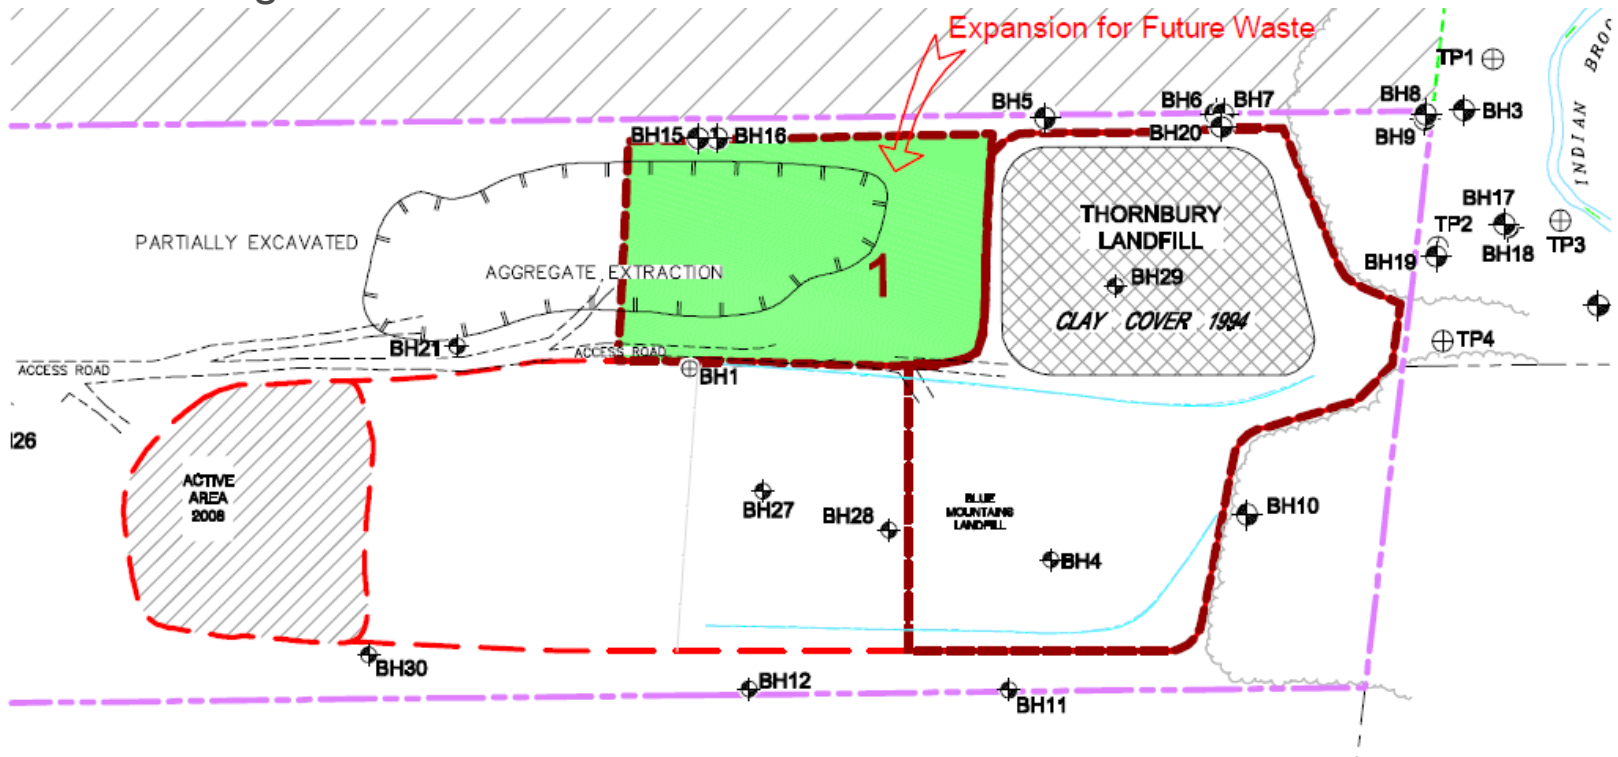 Expansion for Future Waste
INDIAN BROO
TP1
BH5
BH6
BH7
BH8
BH3
BH9
BH20
BH15
BH16
THORNBURY
LANDFILL
BH29
CLAY COVER 1994
BH17
TP2
BH18
TP3
BH19
TP4
PARTIALLY EXCAVATED
AGGREGATE EXTRACTION
1
BH21
ACCESS ROAD
ACCESS ROAD
BH1
I26
ACTIVE
AREA
2008
BH27
BH28
BLUE
MOUNTAINS
LANDFILL
BH10
BH4
BH30
BH12
BH11